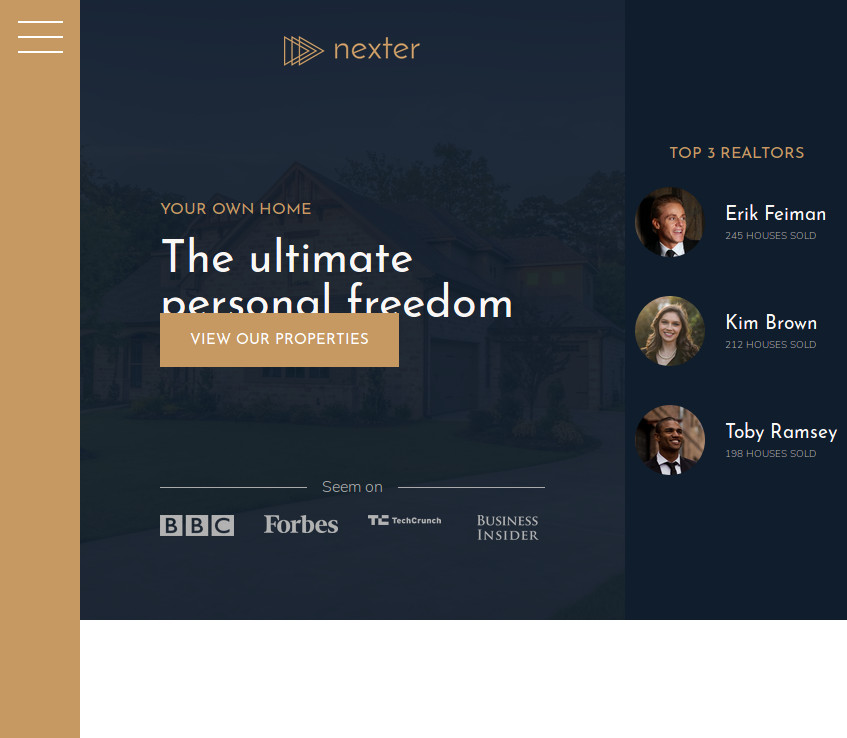 nexter
YOUR OWN HOME
The ultimate
personal freedom
VIEW OUR PROPERTIES
Seem on
BBC
Forbes
TechCrunch
BUSINESS
INSIDER
TOP 3 REALTORS
Erik Feiman
245 HOUSES SOLD
Kim Brown
212 HOUSES SOLD
Toby Ramsey
198 HOUSES SOLD